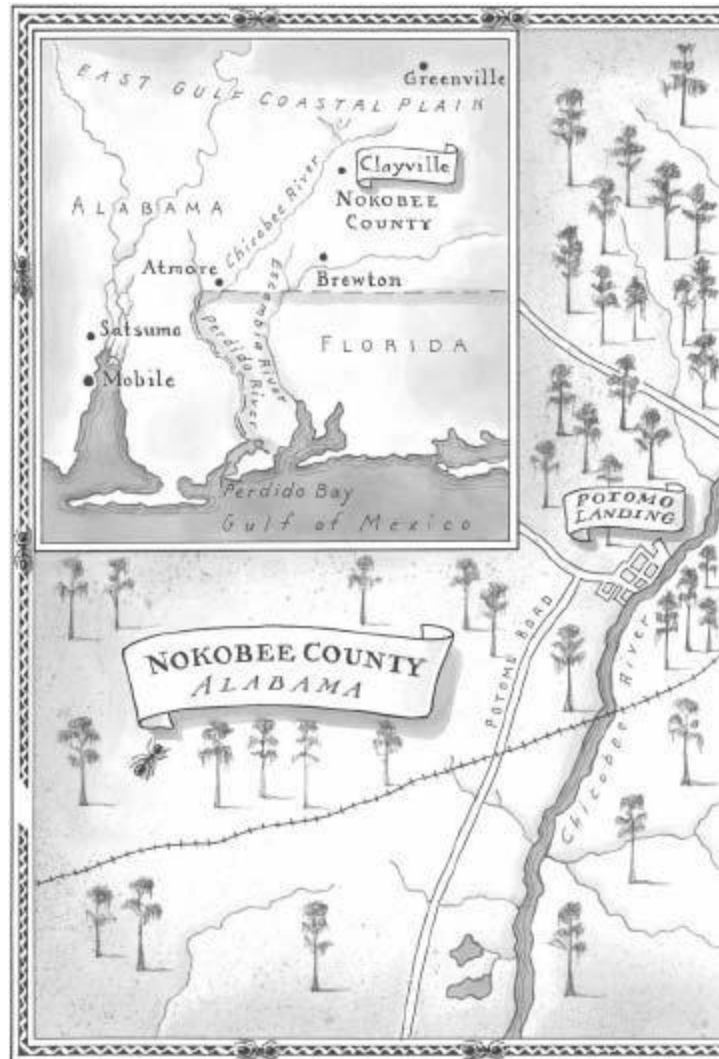 Greenville
EAST GULF COASTAL PLAIN
Clayville
NOKOBEE
COUNTY
ALABAMA
Chicobee River
Atmore
Brewton
Escambia River
Perdido River
FLORIDA
Satsuma
Mobile
Perdido Bay
Gulf of Mexico
POTOMO
LANDING
NOKOBEE COUNTY
ALABAMA
POTOMO ROAD
Chicobee River